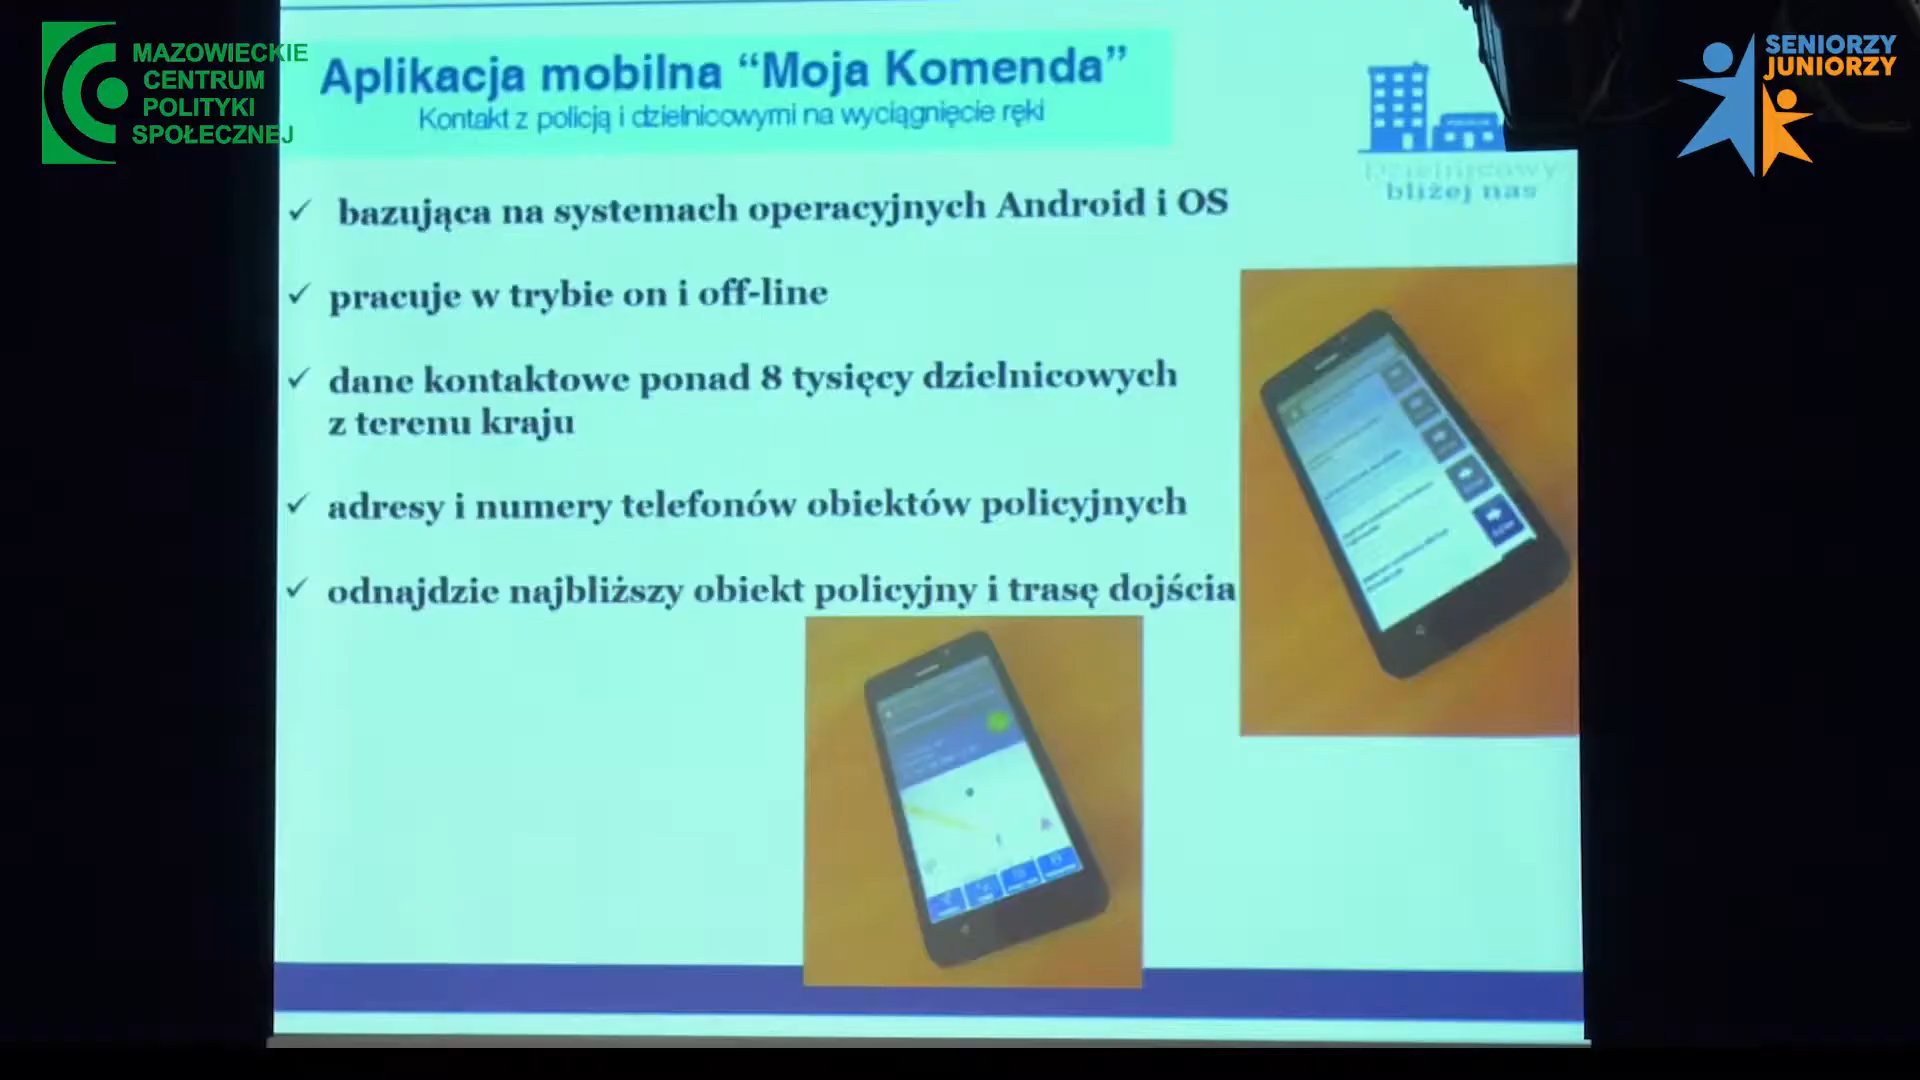 MAZOWIECKIE
CENTRUM
POLITYKI
SPOŁECZNEJ
SENIORZY
JUNIORZY
Aplikacja mobilna “Moja Komenda”
Kontakt z policją i dzielnicowymi na wyciągnięcie ręki
Dzielnicowy
bliżej nas
✓ bazująca na systemach operacyjnych Android i OS
✓ pracuje w trybie on i off-line
✓ dane kontaktowe ponad 8 tysięcy dzielnicowych
z terenu kraju
✓ adresy i numery telefonów obiektów policyjnych
✓ odnajdzie najbliższy obiekt policyjny i trasę dojścia